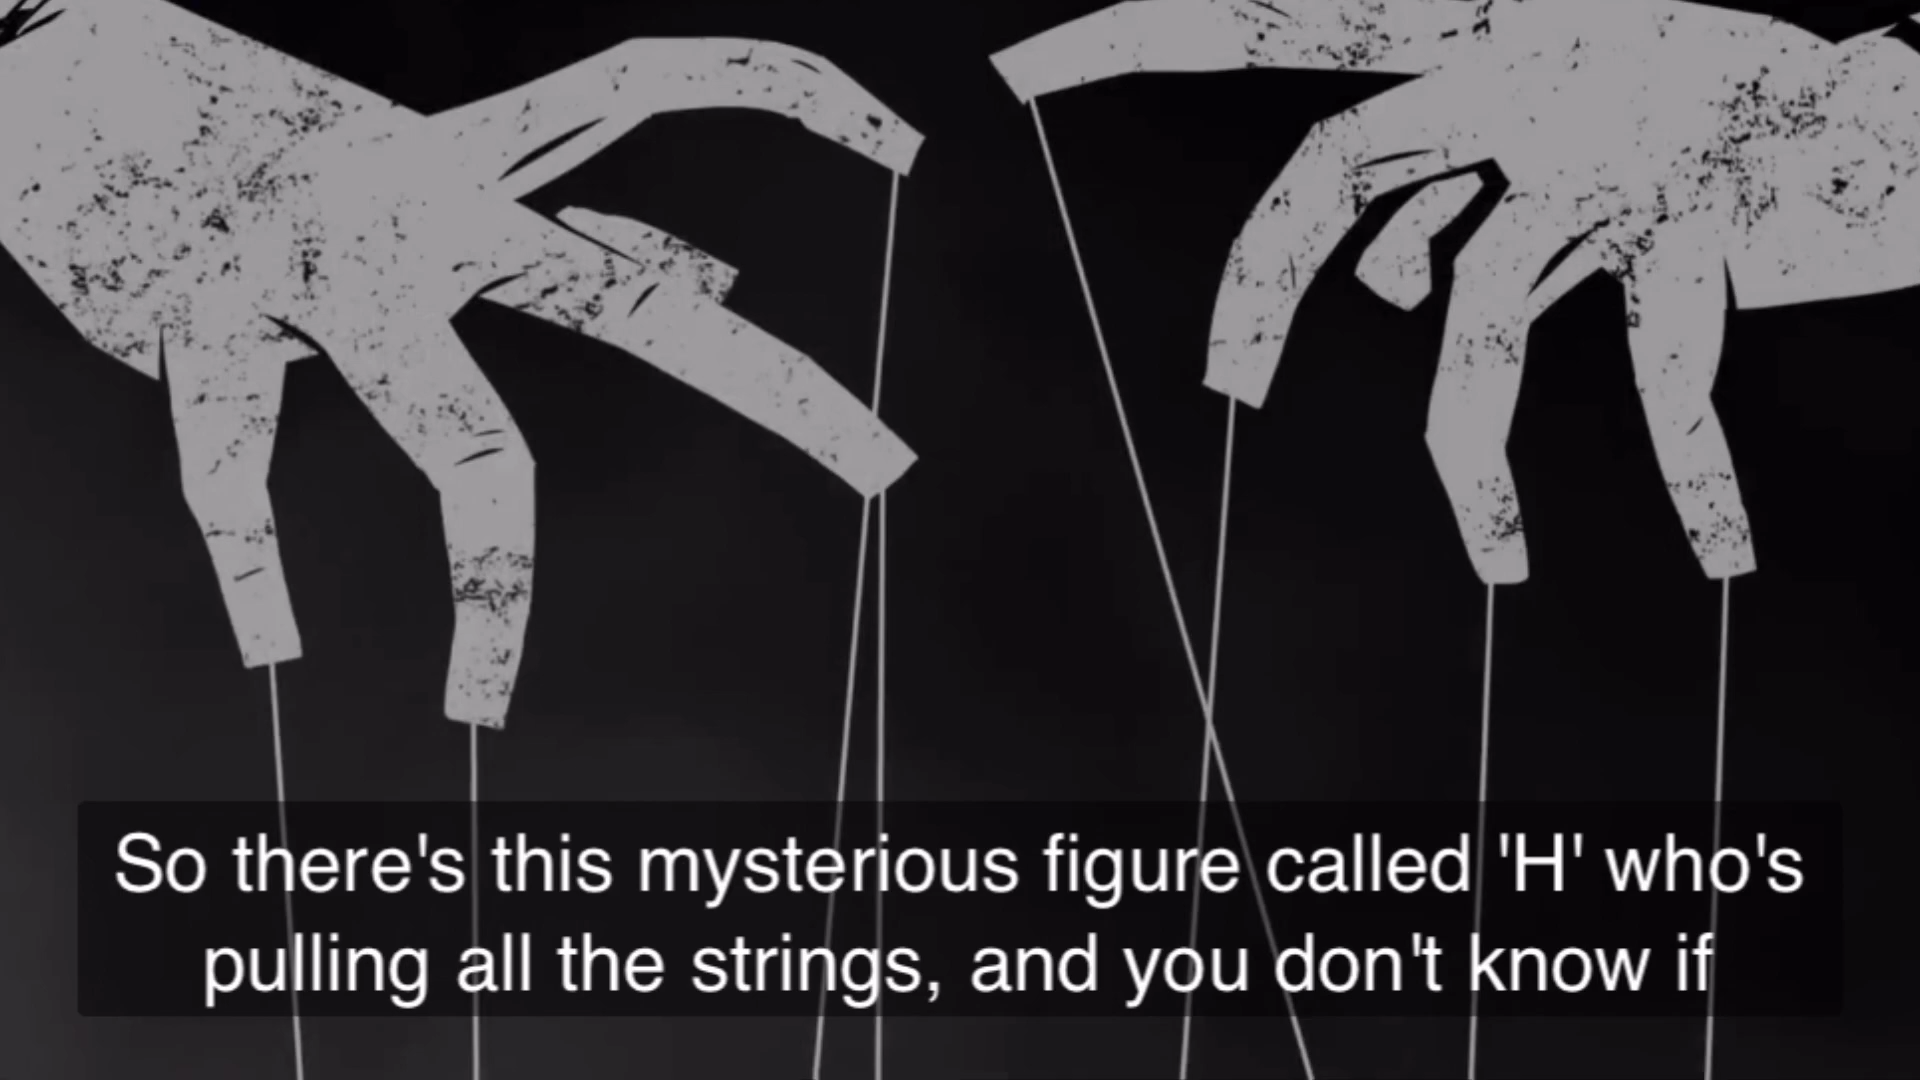 So there's this mysterious figure called 'H' who's
pulling all the strings, and you don't know if